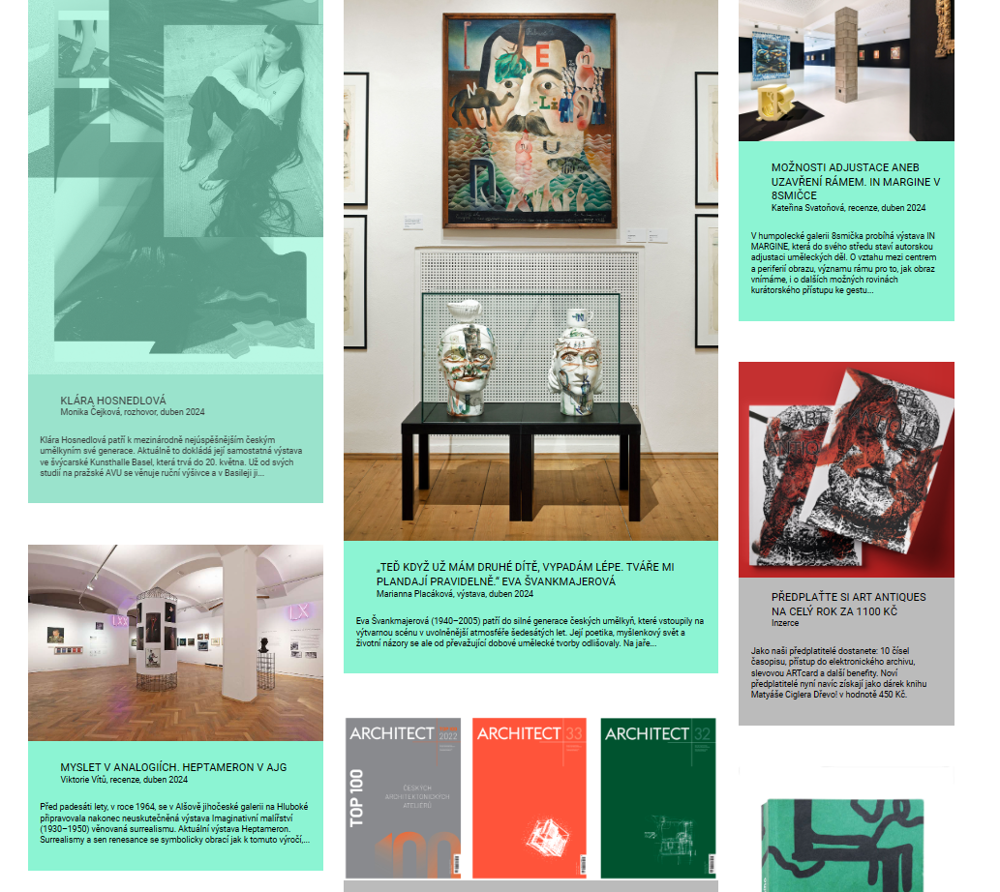 KLÁRA HOSNEDLOVÁ
Monika Čejková, rozhovor, duben 2024
Klára Hosnedlová patří k mezinárodně nejúspěšnějším českým
umělkyním své generace. Aktuálně to dokládá její samostatná výstava
ve švýcarské Kunsthalle Basel, která trvá do 20. května. Už od svých
studií na pražské AVU se věnuje ruční výšivce a v Basileji ji...
LXX
LX
MYSLET V ANALOGIÍCH. HEPTAMERON V AJG
Viktorie Vítů, recenze, duben 2024
Před padesáti lety, v roce 1964, se v Alšově jihočeské galerii na Hluboké
připravovala nakonec neuskutečněná výstava Imaginativní malířství
(1930–1950) věnovaná surrealismu. Aktuální výstava Heptameron.
Surrealismy a sen renesance se symbolicky obrací jak k tomuto výročí,...
„TEĎ KDYŽ UŽ MÁM DRUHÉ DÍTĚ, VYPADÁM LÉPE. TVÁŘE MI
PLANDAJÍ PRAVIDELNĚ.“ EVA ŠVANKMAJEROVÁ
Marianna Placáková, výstava, duben 2024
Eva Švankmajerová (1940–2005) patří do silné generace českých umělkyň, které vstoupily na
výtvarnou scénu v uvolněnější atmosféře šedesátých let. Její poetika, myšlenkový svět a
životní názory se ale od převažující dobové umělecké tvorby odlišovaly. Na jaře...
ARCHITECT
2022
TOP 100
ČESKÝCH
ARCHITEKTONICKÝCH
ATELIÉRŮ
100
ARCHITECT 33
ARCHITECT 32
MOŽNOSTI ADJUSTACE ANEB
UZAVŘENÍ RÁMEM. IN MARGINE V
8SMIČCE
Kateřina Svatoňová, recenze, duben 2024
V humpolecké galerii 8smička probíhá výstava IN
MARGINE, která do svého středu staví autorskou
adjustaci uměleckých děl. O vztahu mezi centrem
a periferií obrazu, významu rámu pro to, jak obraz
vnímáme, i o dalších možných rovinách
kurátorského přístupu ke gestu...
PŘEDPLAŤTE SI ART ANTIQUES
NA CELÝ ROK ZA 1100 KČ
Inzerce
Jako naši předplatitelé dostanete: 10 čísel
časopisu, přístup do elektronického archivu,
slevovou ARTcard a další benefity. Noví
předplatitelé nyní navíc získají jako dárek knihu
Matyáše Ciglera Dřevo! v hodnotě 450 Kč.